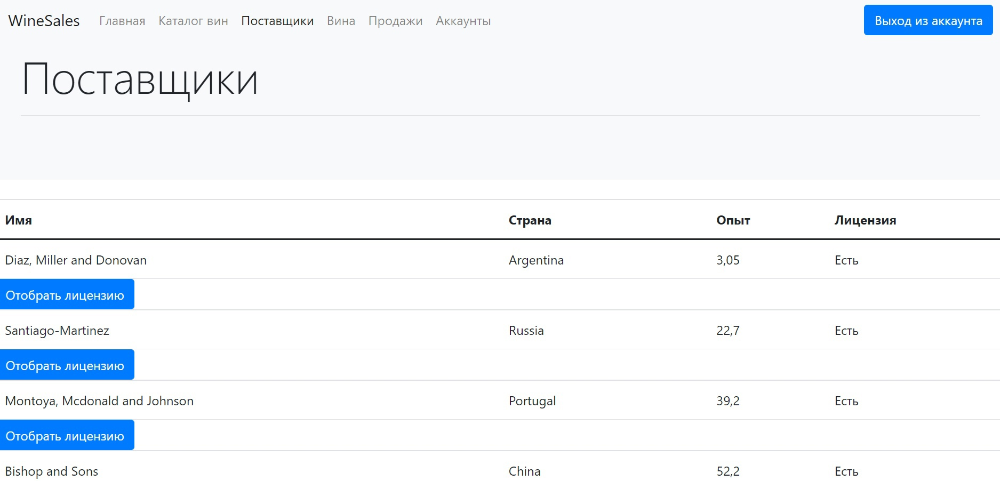 WineSales Главная Каталог вин Поставщики Вина Продажи Аккаунты Выход из аккаунта
Поставщики
Имя Страна Опыт Лицензия
Diaz, Miller and Donovan Argentina 3,05 Есть
Отобрать лицензию
Santiago-Martinez Russia 22,7 Есть
Отобрать лицензию
Montoya, Mcdonald and Johnson Portugal 39,2 Есть
Отобрать лицензию
Bishop and Sons China 52,2 Есть